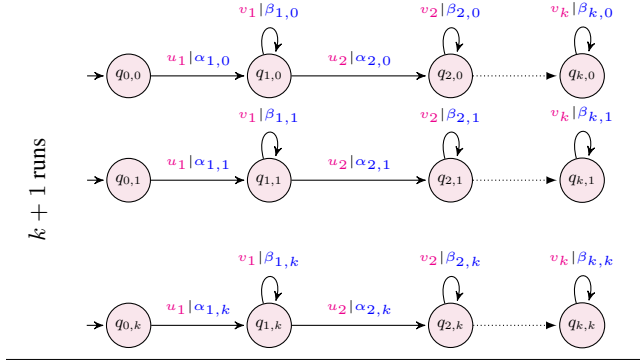 v₁|β₁,₀ v₂|β₂,₀ vₖ|βₖ,₀
q₀,₀ u₁|α₁,₀ q₁,₀ u₂|α₂,₀ q₂,₀ qₖ,₀
v₁|β₁,₁ v₂|β₂,₁ vₖ|βₖ,₁
q₀,₁ u₁|α₁,₁ q₁,₁ u₂|α₂,₁ q₂,₁ qₖ,₁
k + 1 runs
v₁|β₁,ₖ v₂|β₂,ₖ vₖ|βₖ,ₖ
q₀,ₖ u₁|α₁,ₖ q₁,ₖ u₂|α₂,ₖ q₂,ₖ qₖ,ₖ